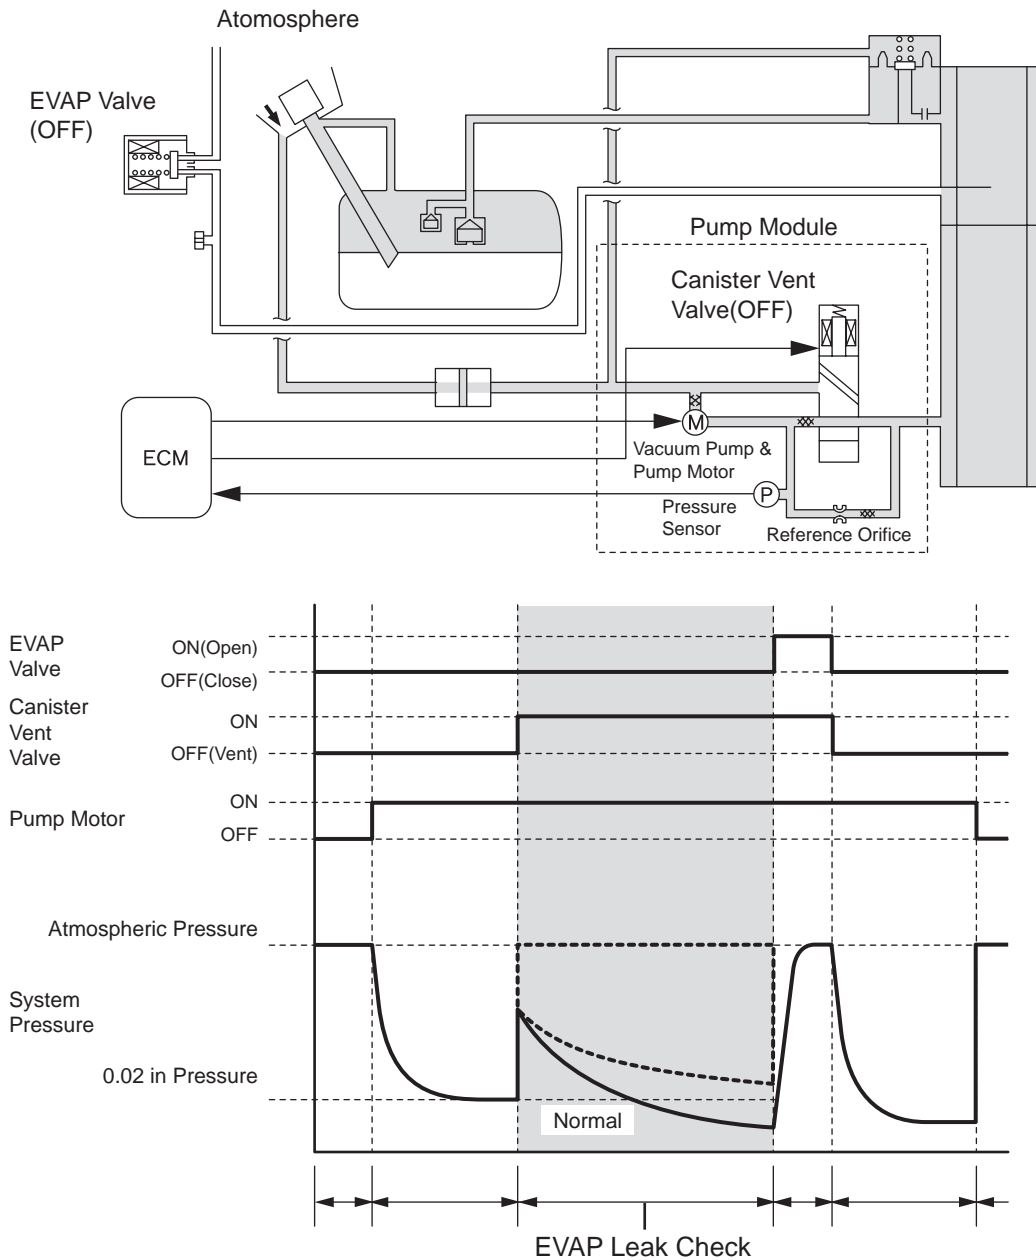 Atomosphere
EVAP Valve
(OFF)
Pump Module
Canister Vent
Valve(OFF)
ECM
M
Vacuum Pump &
Pump Motor
P
Pressure
Sensor
Reference Orifice
EVAP
Valve
ON(Open)
OFF(Close)
Canister
Vent
Valve
ON
OFF(Vent)
Pump Motor
ON
OFF
Atmospheric Pressure
System
Pressure
0.02 in Pressure
Normal
EVAP Leak Check